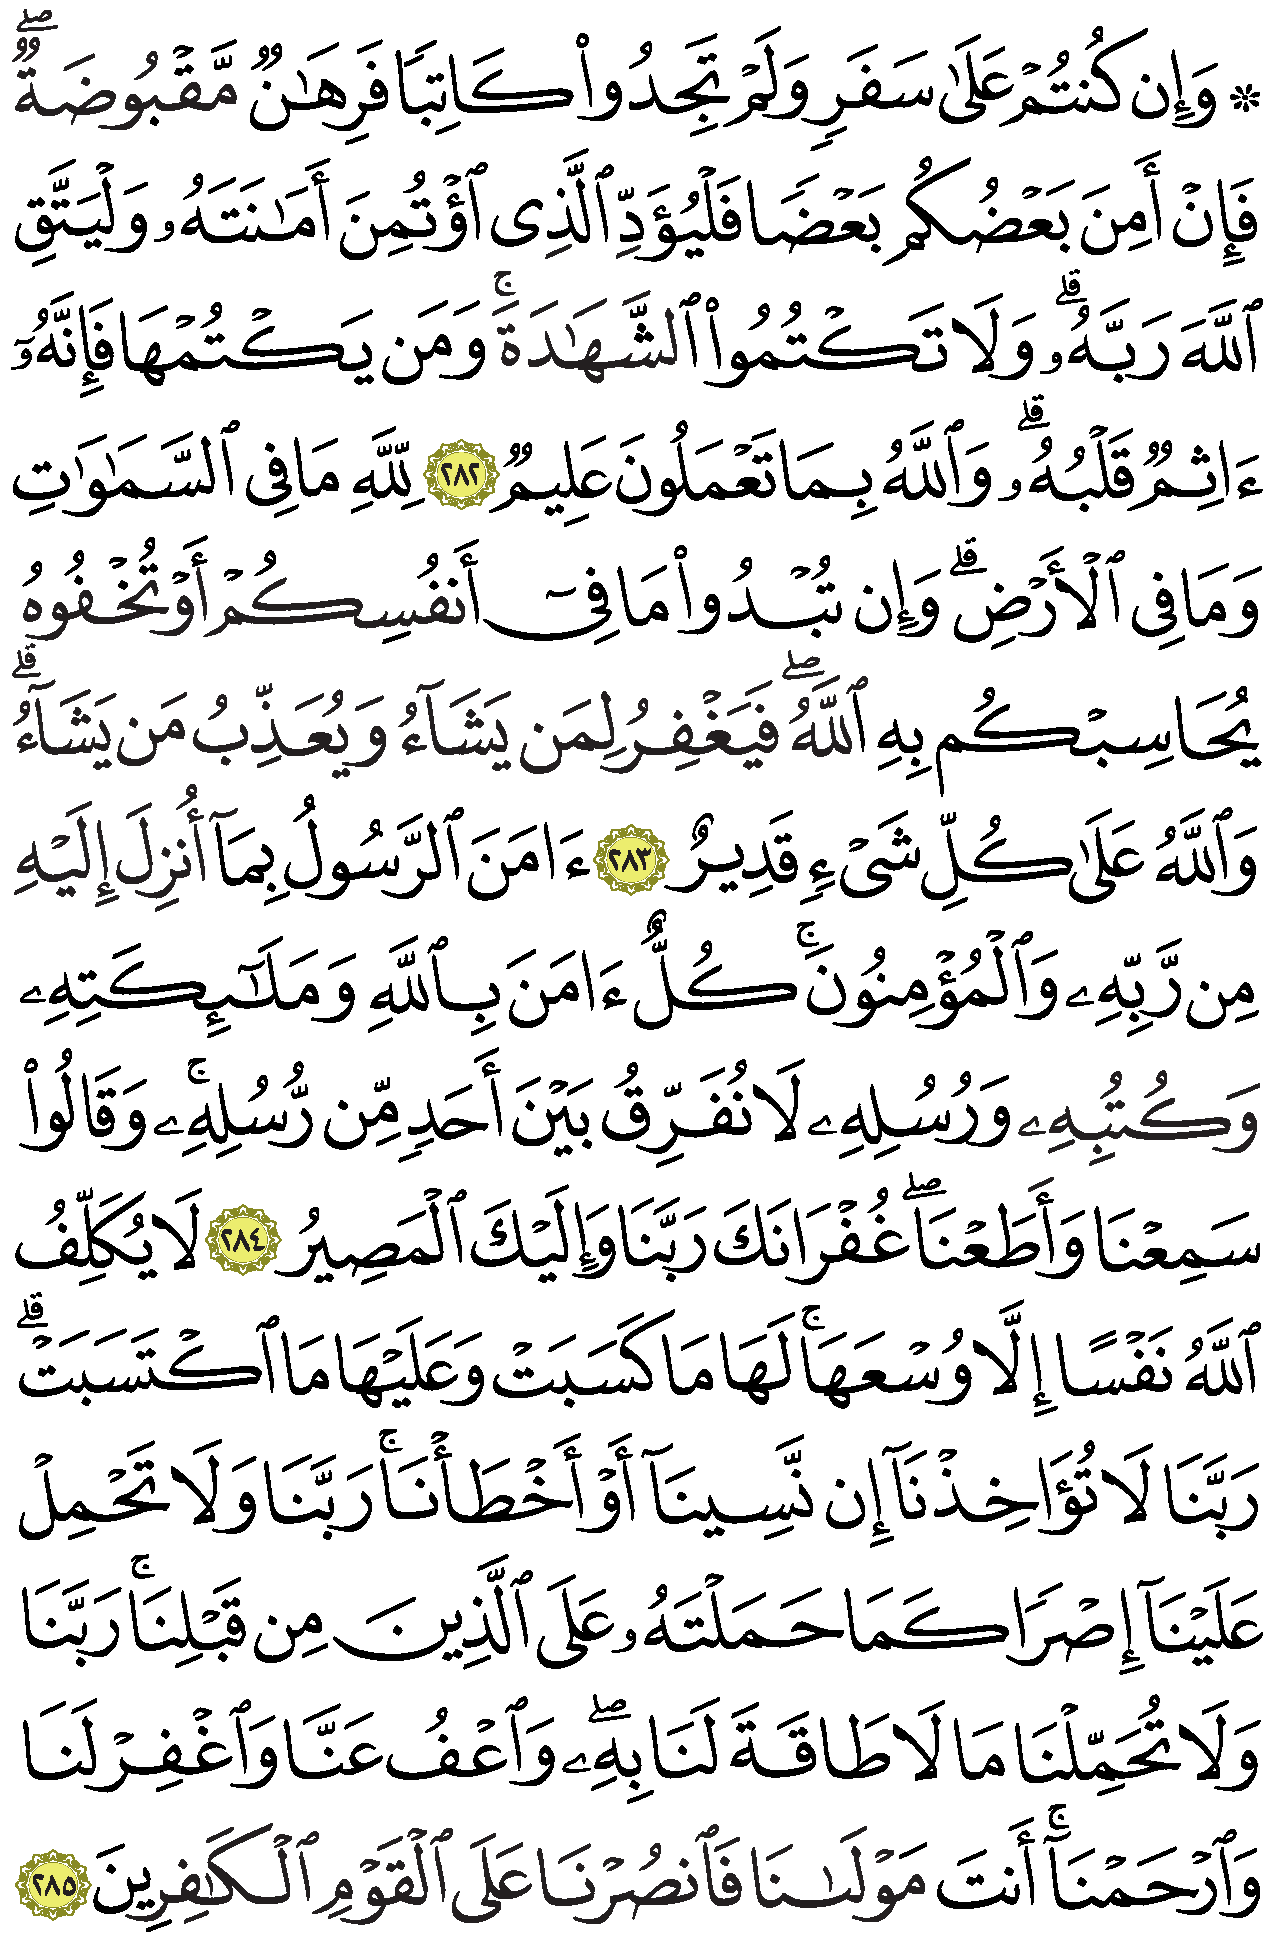 ۞ وَإِن كُنتُمۡ عَلَىٰ سَفَرٖ وَلَمۡ تَجِدُواْ كَاتِبٗا فَرِهَٰنٞ مَّقۡبُوضَةٞۖ
فَإِنۡ أَمِنَ بَعۡضُكُم بَعۡضٗا فَلۡيُؤَدِّ ٱلَّذِي ٱؤۡتُمِنَ أَمَٰنَتَهُۥ وَلۡيَتَّقِ
ٱللَّهَ رَبَّهُۥۗ وَلَا تَكۡتُمُواْ ٱلشَّهَٰدَةَۚ وَمَن يَكۡتُمۡهَا فَإِنَّهُۥٓ
ءَاثِمٞ قَلۡبُهُۥۗ وَٱللَّهُ بِمَا تَعۡمَلُونَ عَلِيمٞ ٢٨٢ لِّلَّهِ مَا فِي ٱلسَّمَٰوَٰتِ
وَمَا فِي ٱلۡأَرۡضِۗ وَإِن تُبۡدُواْ مَا فِيٓ أَنفُسِكُمۡ أَوۡ تُخۡفُوهُ
يُحَاسِبۡكُم بِهِ ٱللَّهُۖ فَيَغۡفِرُ لِمَن يَشَآءُ وَيُعَذِّبُ مَن يَشَآءُۗ
وَٱللَّهُ عَلَىٰ كُلِّ شَيۡءٖ قَدِيرٌ ٢٨٣ ءَامَنَ ٱلرَّسُولُ بِمَآ أُنزِلَ إِلَيۡهِ
مِن رَّبِّهِۦ وَٱلۡمُؤۡمِنُونَۚ كُلٌّ ءَامَنَ بِٱللَّهِ وَمَلَٰٓئِكَتِهِۦ
وَكُتُبِهِۦ وَرُسُلِهِۦ لَا نُفَرِّقُ بَيۡنَ أَحَدٖ مِّن رُّسُلِهِۦۚ وَقَالُواْ
سَمِعۡنَا وَأَطَعۡنَاۖ غُفۡرَانَكَ رَبَّنَا وَإِلَيۡكَ ٱلۡمَصِيرُ ٢٨٤ لَا يُكَلِّفُ
ٱللَّهُ نَفۡسًا إِلَّا وُسۡعَهَاۚ لَهَا مَا كَسَبَتۡ وَعَلَيۡهَا مَا ٱكۡتَسَبَتۡۗ
رَبَّنَا لَا تُؤَاخِذۡنَآ إِن نَّسِينَآ أَوۡ أَخۡطَأۡنَاۚ رَبَّنَا وَلَا تَحۡمِلۡ
عَلَيۡنَآ إِصۡرٗا كَمَا حَمَلۡتَهُۥ عَلَى ٱلَّذِينَ مِن قَبۡلِنَاۚ رَبَّنَا
وَلَا تُحَمِّلۡنَا مَا لَا طَاقَةَ لَنَا بِهِۦۖ وَٱعۡفُ عَنَّا وَٱغۡفِرۡ لَنَا
وَٱرۡحَمۡنَآۚ أَنتَ مَوۡلَىٰنَا فَٱنصُرۡنَا عَلَى ٱلۡقَوۡمِ ٱلۡكَٰفِرِينَ ٢٨٥